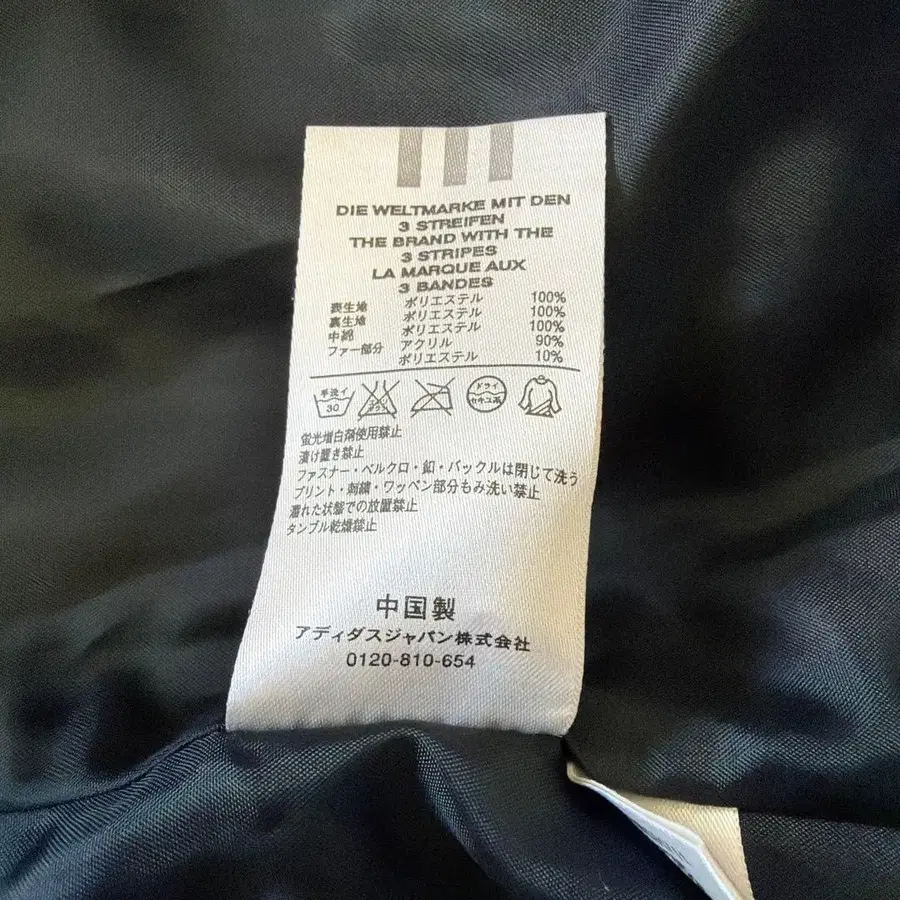 DIE WELTMARKE MIT DEN
3 STREIFEN
THE BRAND WITH THE
3 STRIPES
LA MARQUE AUX
3 BANDES
表生地 ポリエステル 100%
裏生地 ポリエステル 100%
中綿 ポリエステル 100%
ファー部分 アクリル 90%
ポリエステル 10%
手洗イ 30 エンソサラシ ドライ セキユ系
蛍光増白剤使用禁止
漬け置き禁止
ファスナー・ベルクロ・釦・バックルは閉じて洗う
プリント・刺繍・ワッペン部分もみ洗い禁止
濡れた状態での放置禁止
タンブル乾燥禁止
中国製
アディダスジャパン株式会社
0120-810-654